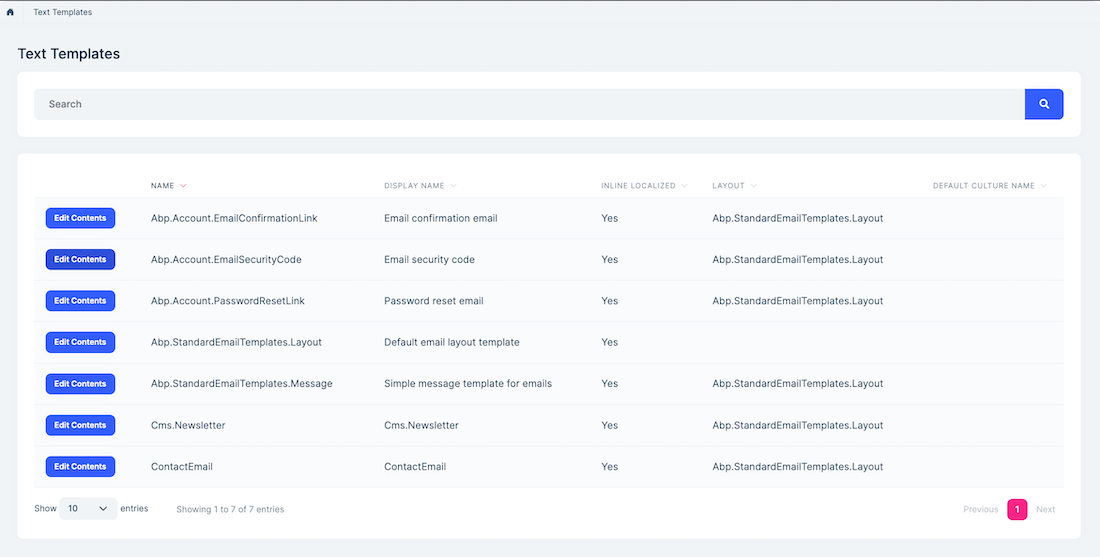 Text Templates
Text Templates
Search
NAME DISPLAY NAME INLINE LOCALIZED LAYOUT DEFAULT CULTURE NAME
Edit Contents Abp.Account.EmailConfirmationLink Email confirmation email Yes Abp.StandardEmailTemplates.Layout
Edit Contents Abp.Account.EmailSecurityCode Email security code Yes Abp.StandardEmailTemplates.Layout
Edit Contents Abp.Account.PasswordResetLink Password reset email Yes Abp.StandardEmailTemplates.Layout
Edit Contents Abp.StandardEmailTemplates.Layout Default email layout template Yes
Edit Contents Abp.StandardEmailTemplates.Message Simple message template for emails Yes Abp.StandardEmailTemplates.Layout
Edit Contents Cms.Newsletter Cms.Newsletter Yes Abp.StandardEmailTemplates.Layout
Edit Contents ContactEmail ContactEmail Yes Abp.StandardEmailTemplates.Layout
Show 10 entries Showing 1 to 7 of 7 entries Previous 1 Next